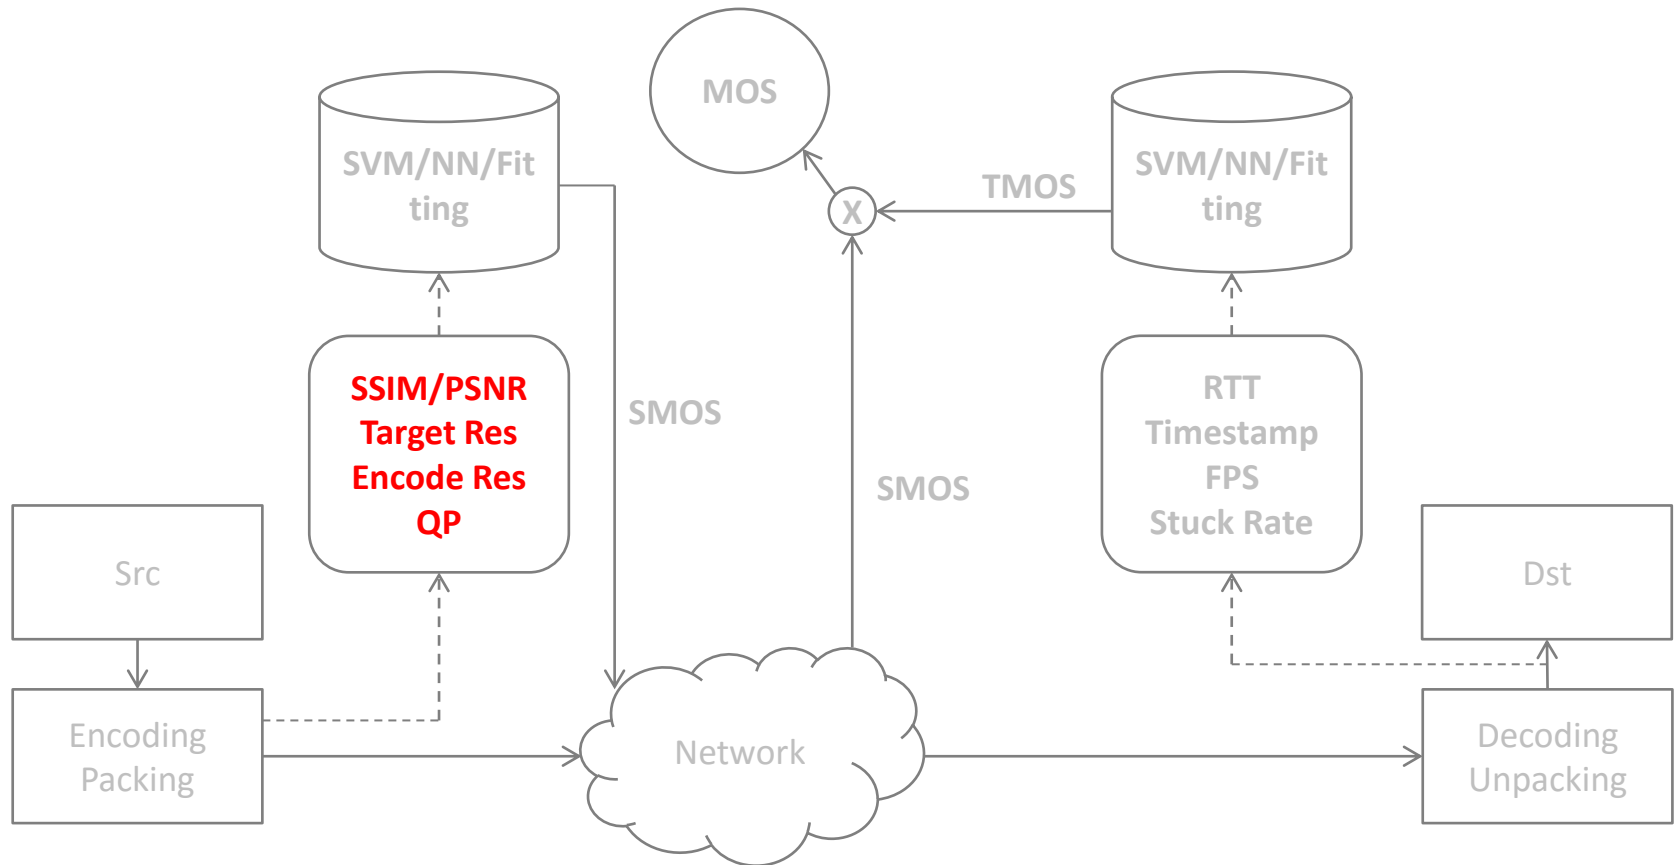 MOS
SVM/NN/Fit
ting
TMOS
SVM/NN/Fit
ting
X
SSIM/PSNR
Target Res
Encode Res
QP
SMOS
SMOS
RTT
Timestamp
FPS
Stuck Rate
Src
Dst
Encoding
Packing
Network
Decoding
Unpacking